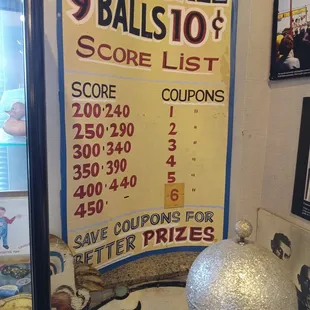 9 BALLS 10¢
SCORE LIST
SCORE COUPONS
200-240 1 "
250-290 2 "
300-340 3 "
350-390 4 "
400-440 5 "
450 - 6 "
SAVE COUPONS FOR
BETTER PRIZES